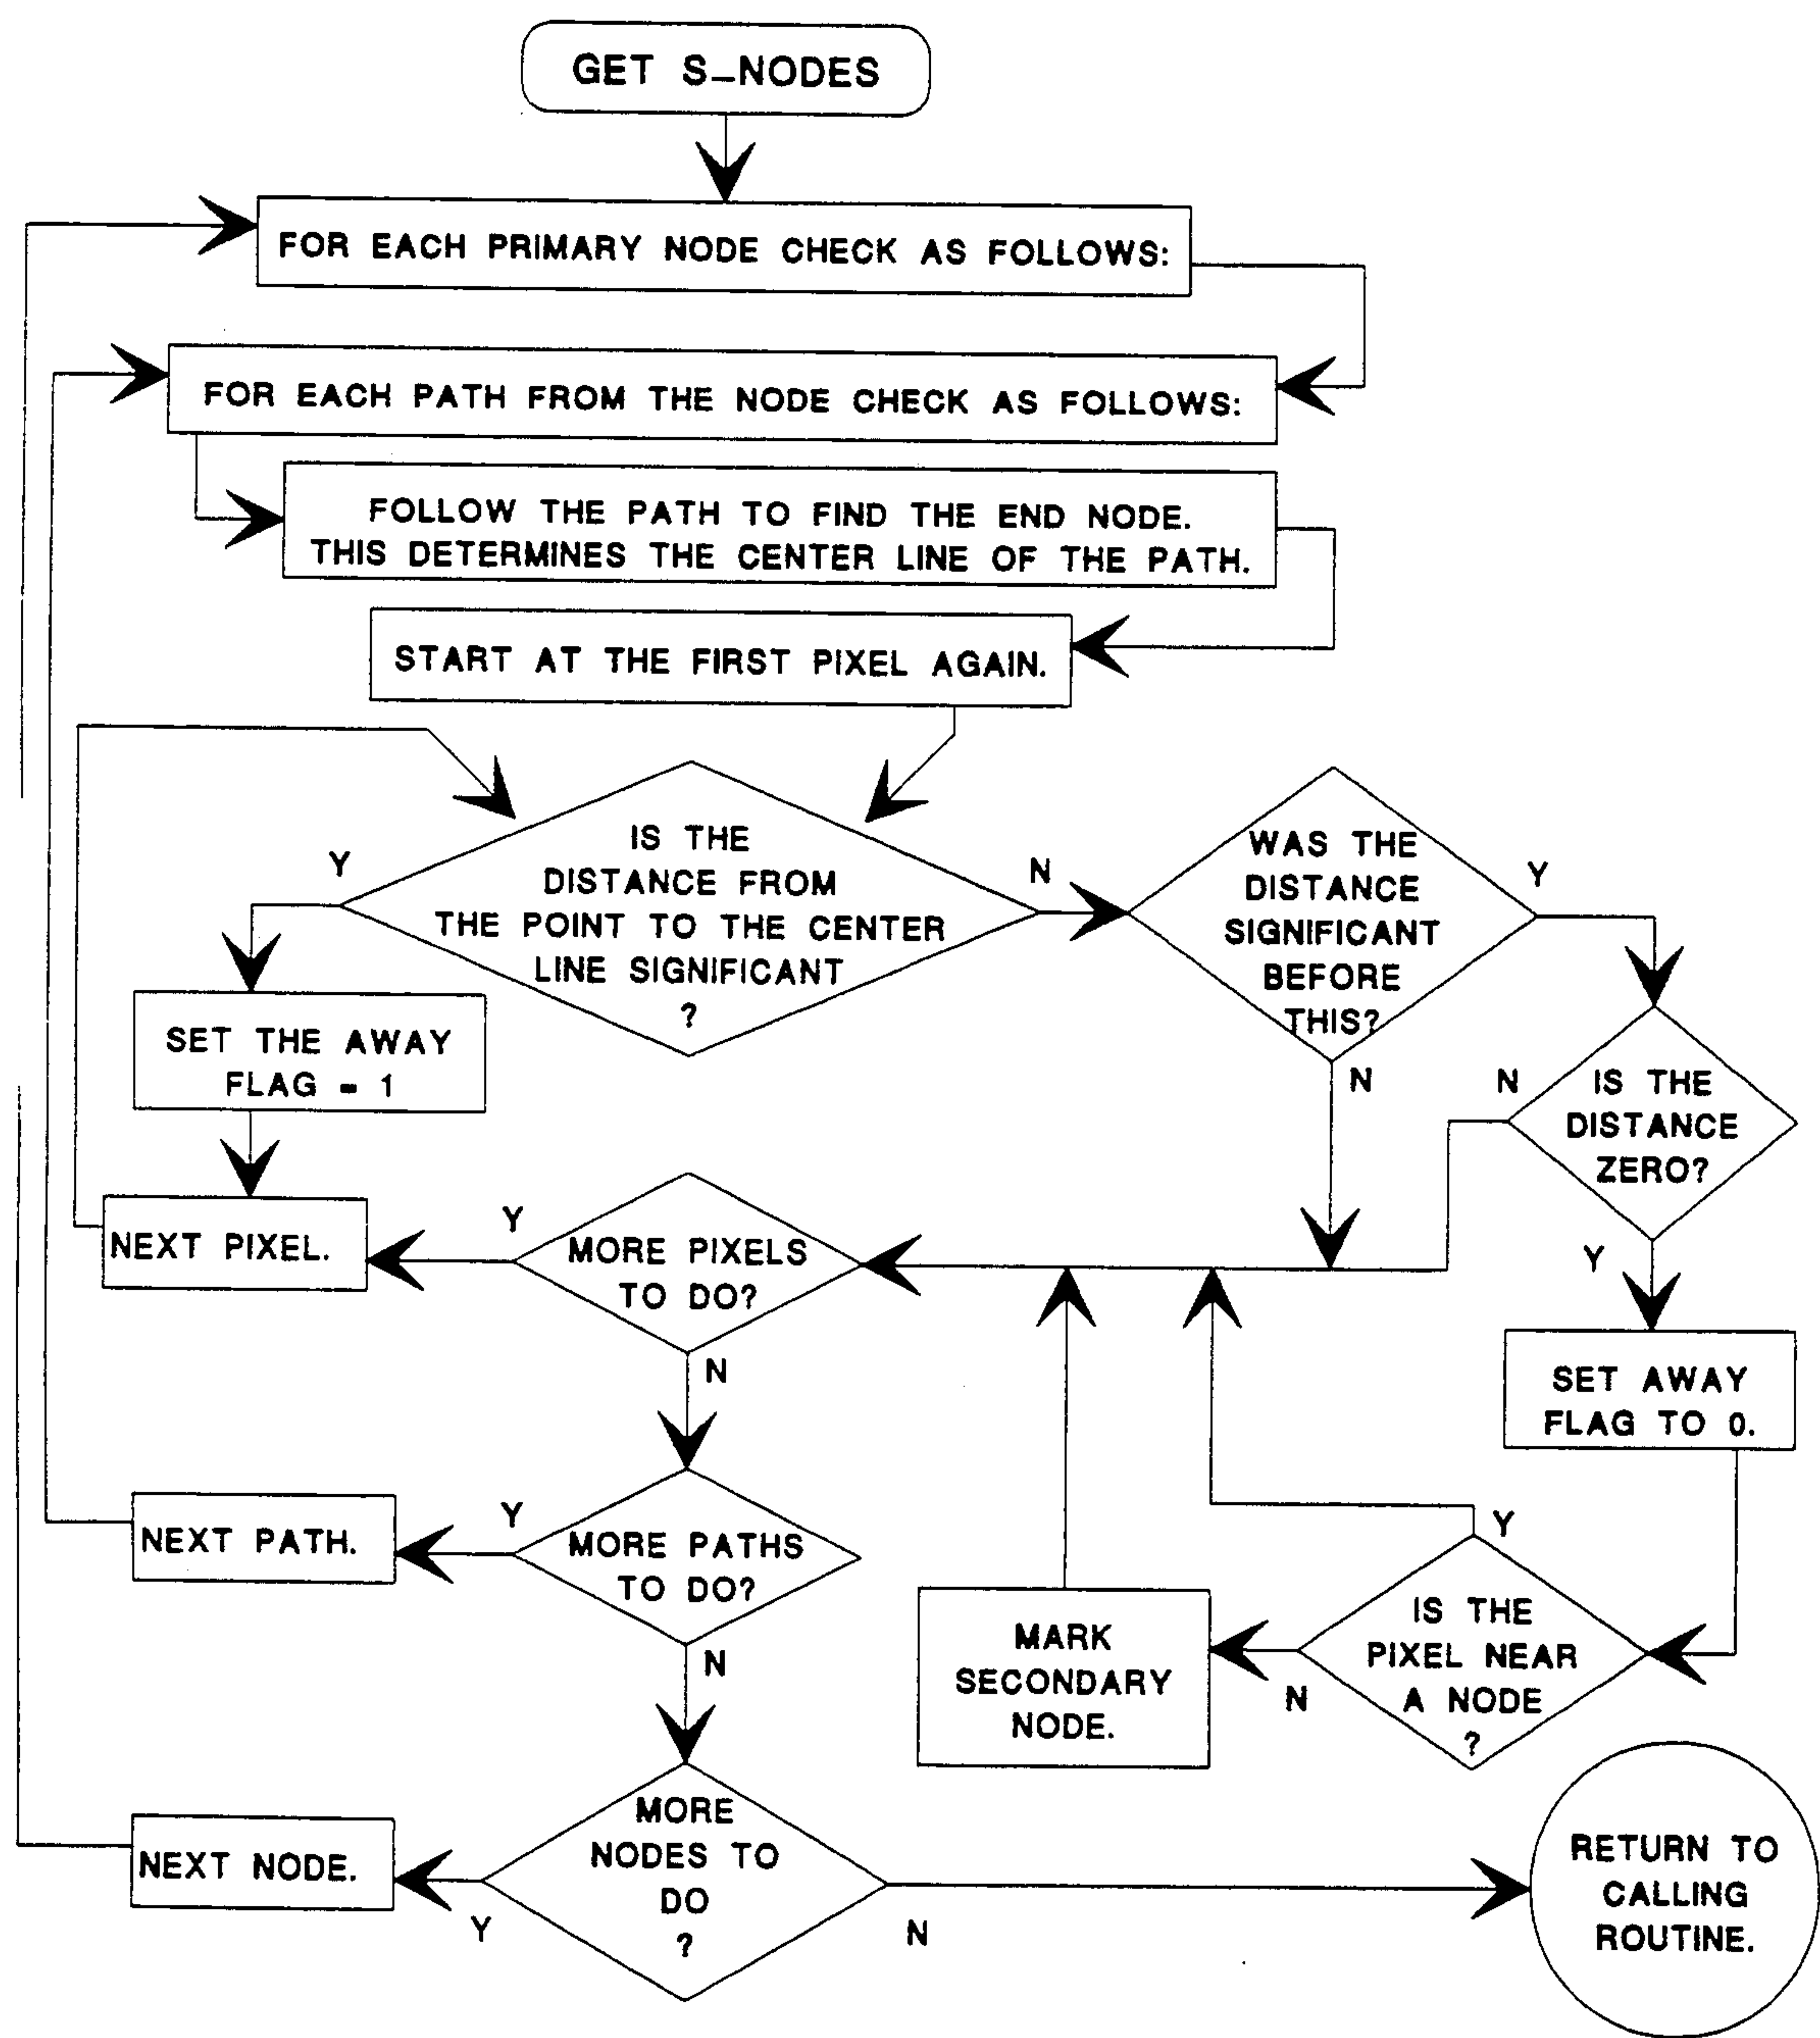 GET S_NODES
FOR EACH PRIMARY NODE CHECK AS FOLLOWS:
FOR EACH PATH FROM THE NODE CHECK AS FOLLOWS:
FOLLOW THE PATH TO FIND THE END NODE.
THIS DETERMINES THE CENTER LINE OF THE PATH.
START AT THE FIRST PIXEL AGAIN.
IS THE
DISTANCE FROM
THE POINT TO THE CENTER
LINE SIGNIFICANT
?
Y
N
WAS THE
DISTANCE
SIGNIFICANT
BEFORE
THIS?
Y
N
SET THE AWAY
FLAG = 1
IS THE
DISTANCE
ZERO?
N
Y
NEXT PIXEL.
Y
MORE PIXELS
TO DO?
N
SET AWAY
FLAG TO 0.
NEXT PATH.
Y
MORE PATHS
TO DO?
N
MARK
SECONDARY
NODE.
N
IS THE
PIXEL NEAR
A NODE
?
Y
NEXT NODE.
Y
MORE
NODES TO
DO
?
N
RETURN TO
CALLING
ROUTINE.